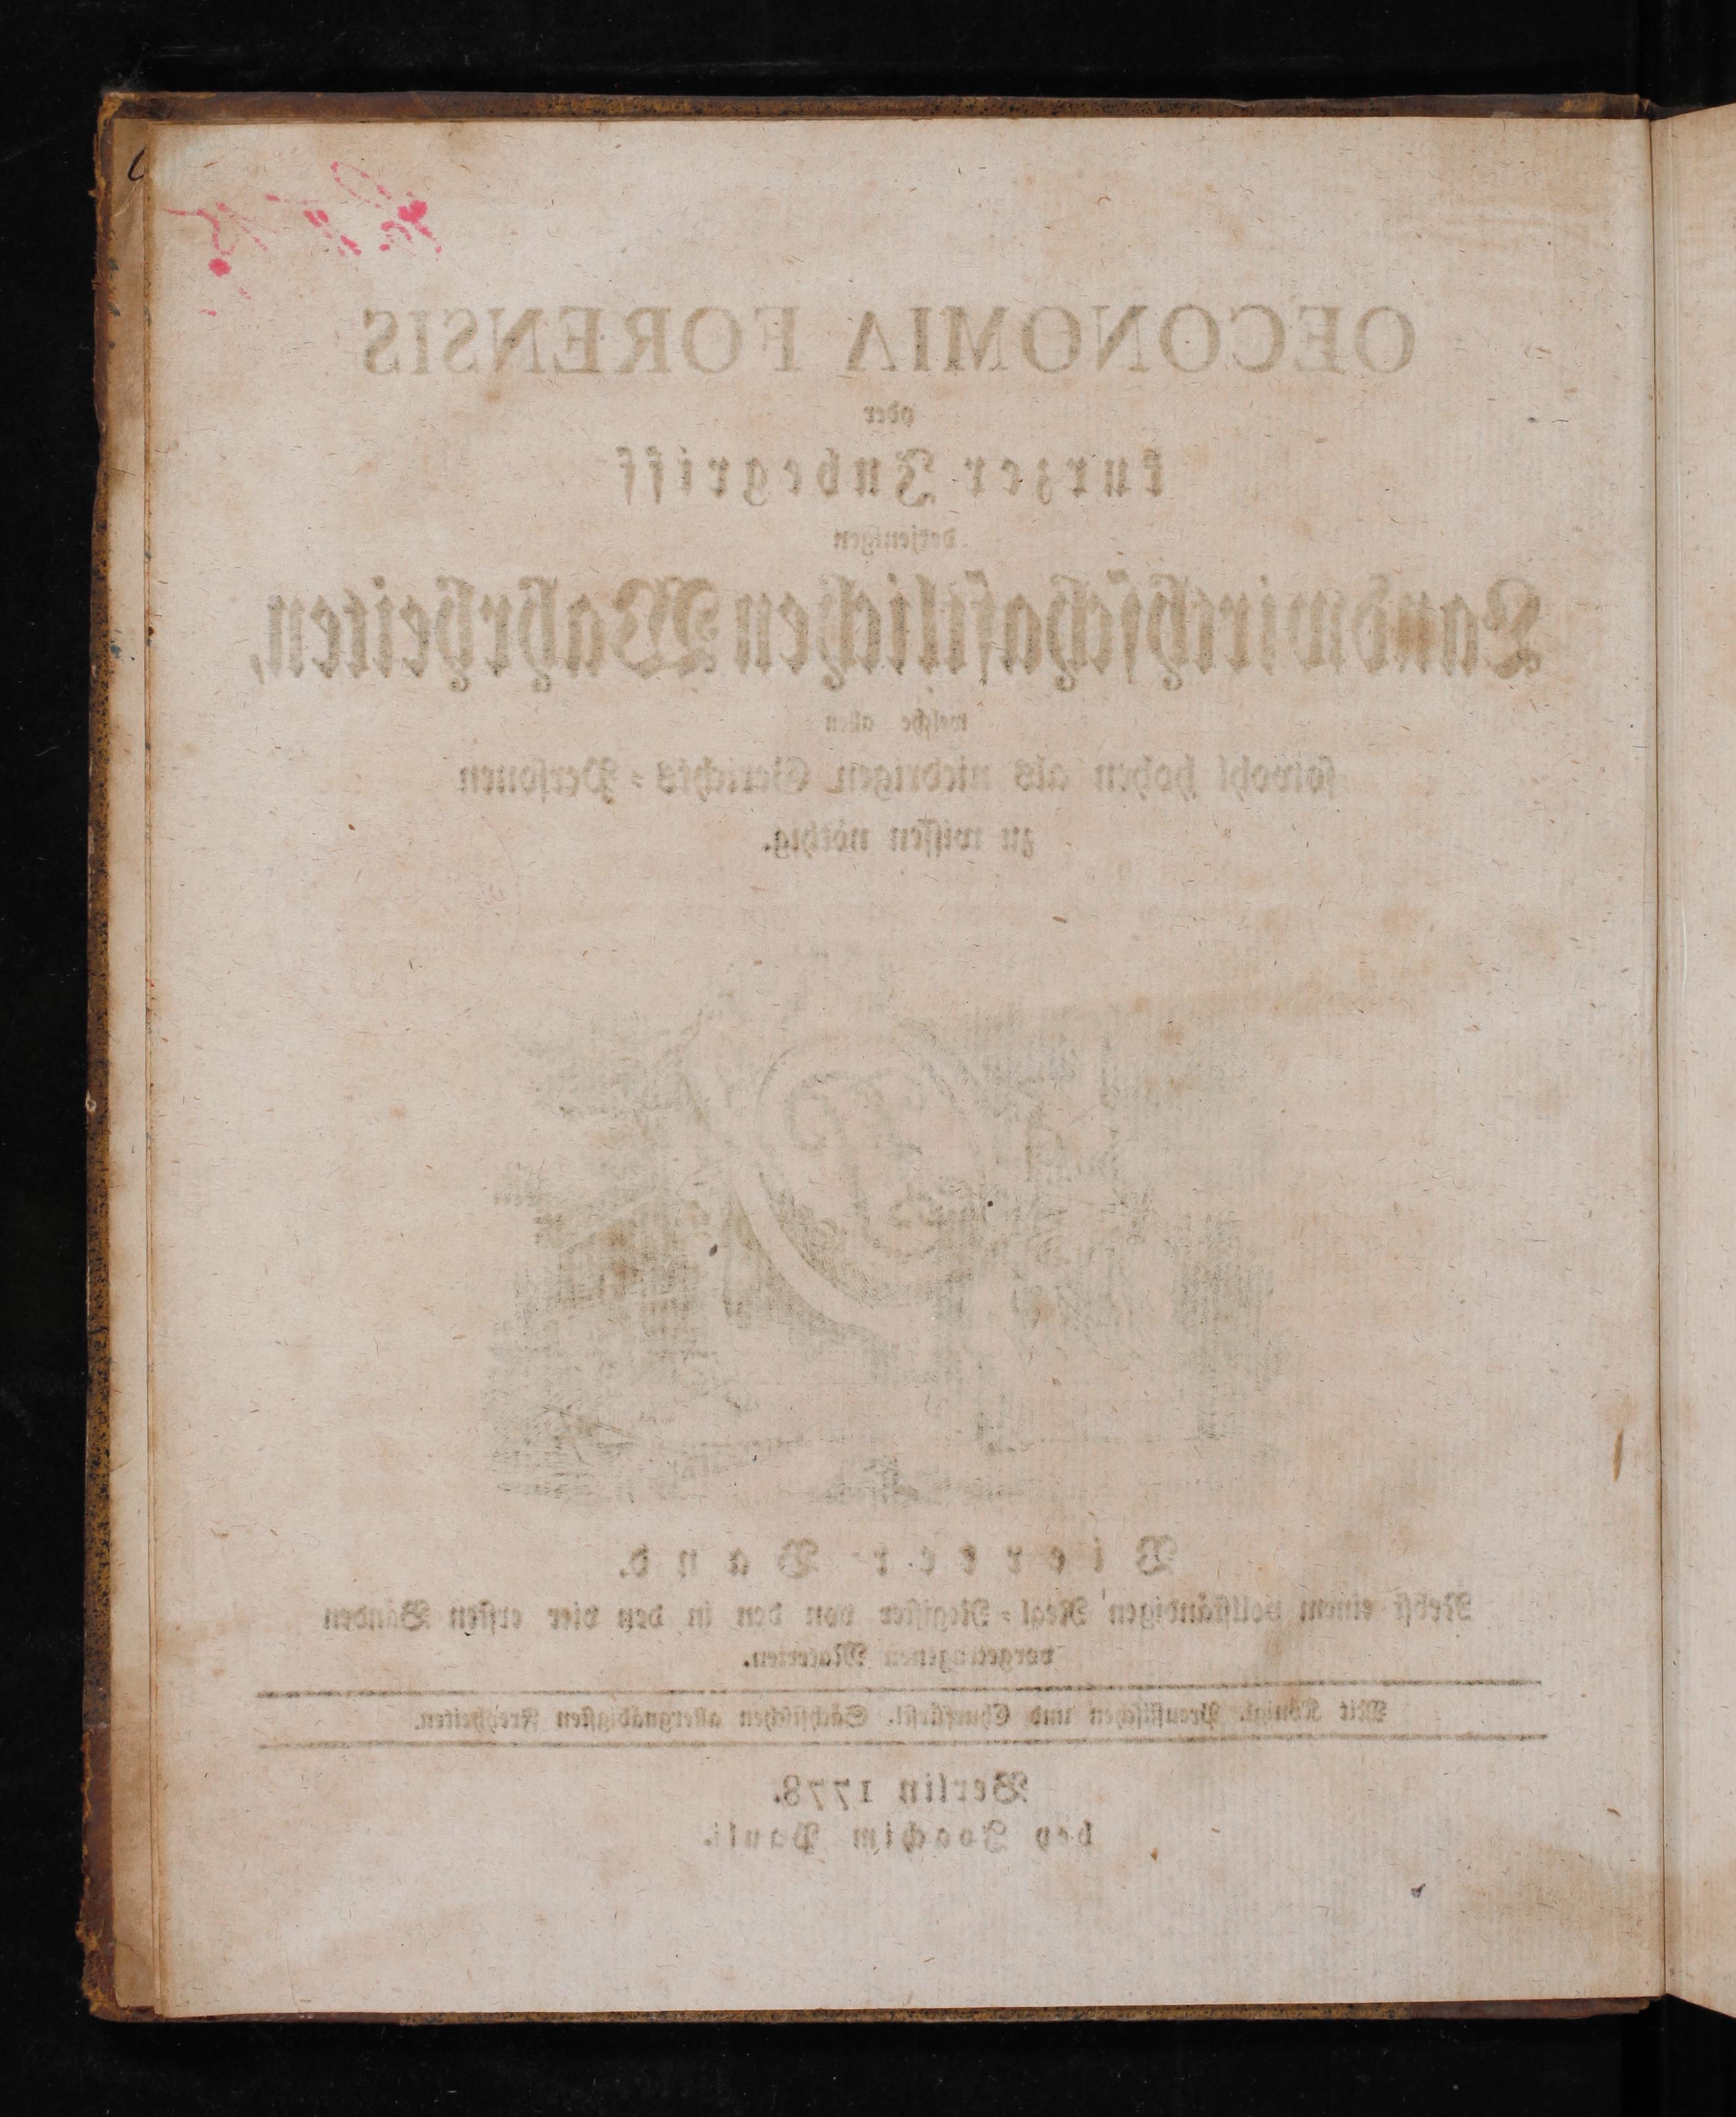 OECONOMIA FORENSIS
oder
kurzer Inbegriff
derjenigen
Landwirthschaftlichen Wahrheiten,
welche allen
sowohl hohen als niedrigen Gerichts=Personen
zu wissen nöthig.
Vierter Band.
Nebst einem vollständigen Real=Register von den in den vier ersten Bänden
vorgetragenen Materien.
Mit Königl. Preußischen und Churfürstl. Sächsischen allergnädigsten Freyheiten.
Berlin 1778.
bey Joachim Pauli.